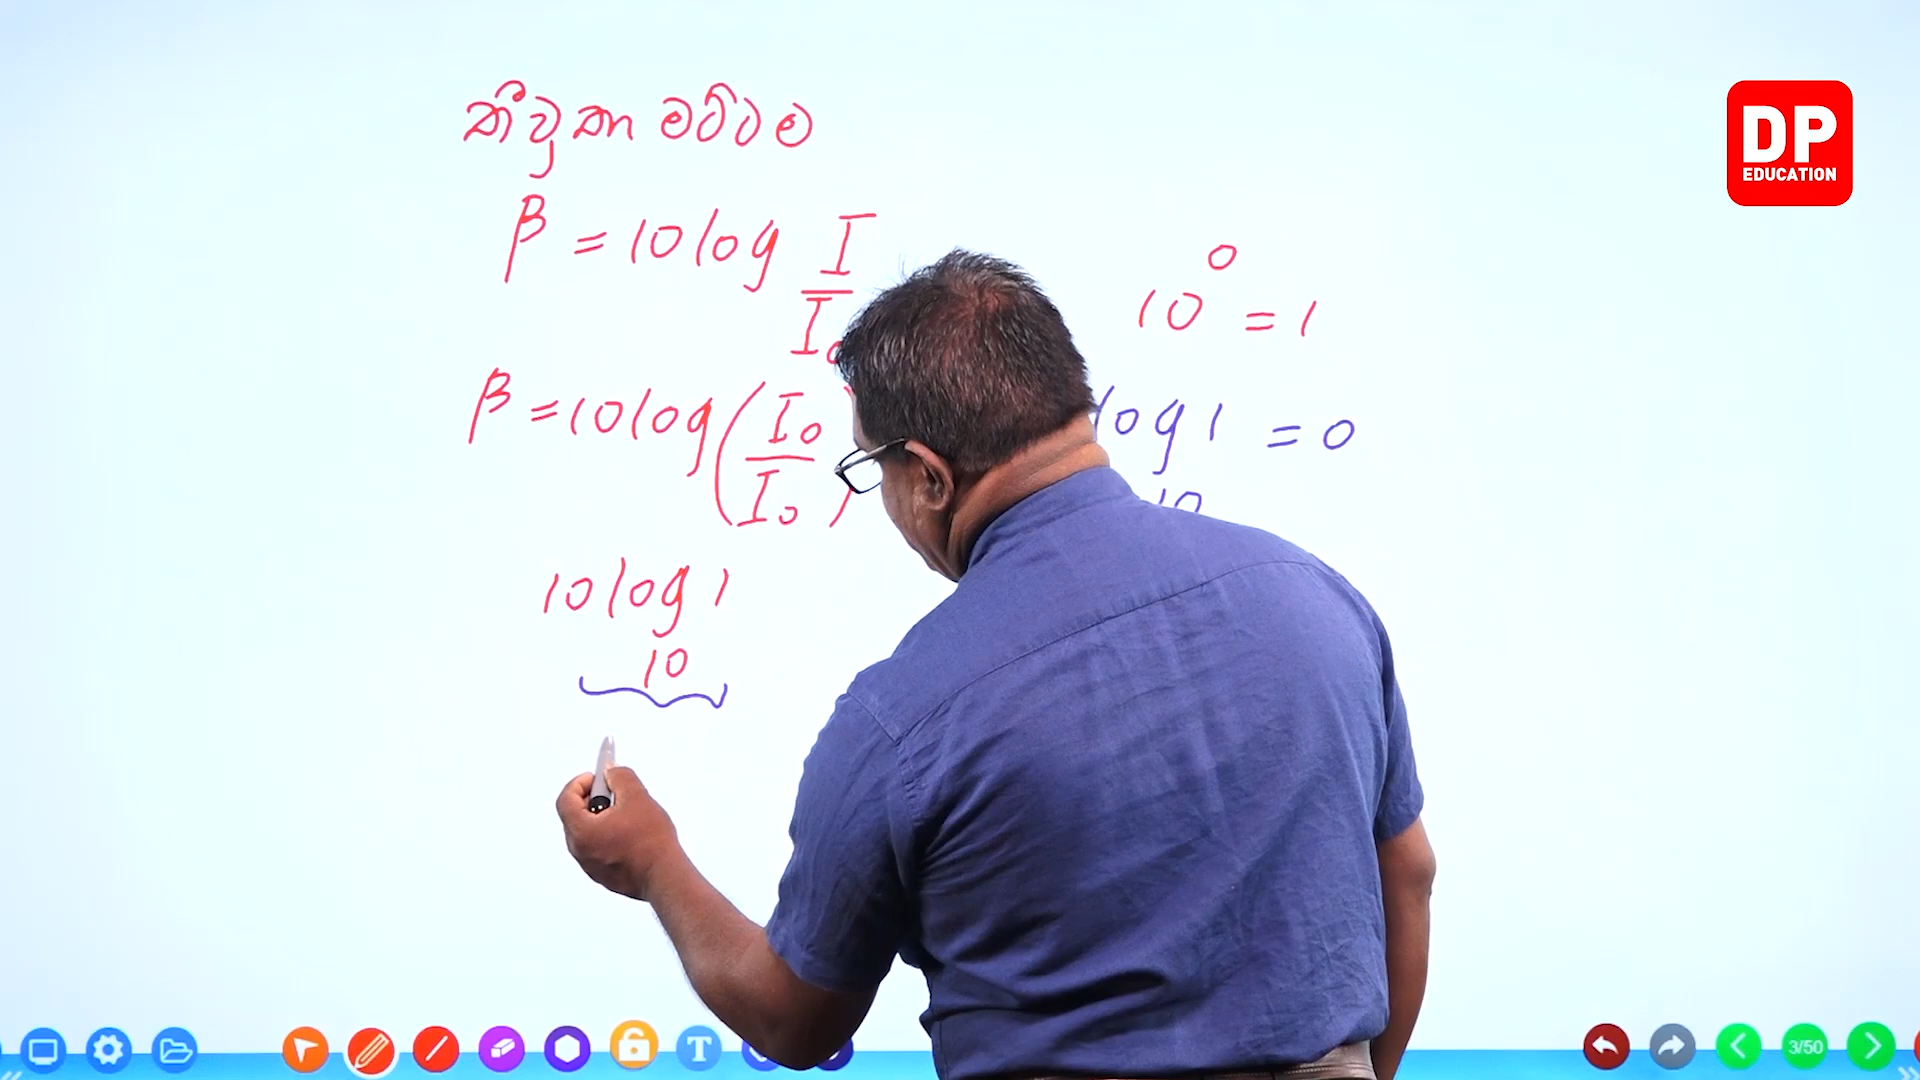 තීව්‍රතා මට්ටම
DP
EDUCATION
β = 10 log I
I₀
10⁰ = 1
β = 10 log (I₀
I₀)
log 1 = 0
10
10 log 1
10
T
3/50